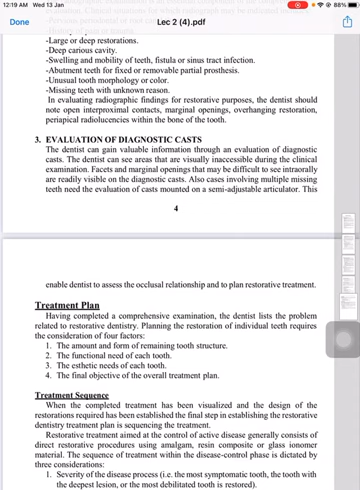 12:19 AM Wed 13 Jan
88%
Done
Lec 2 (4).pdf
-Large or deep restorations.
-Deep carious cavity.
-Swelling and mobility of teeth, fistula or sinus tract infection.
-Abutment teeth for fixed or removable partial prosthesis.
-Unusual tooth morphology or color.
-Missing teeth with unknown reason.
In evaluating radiographic findings for restorative purposes, the dentist should
note open interproximal contacts, marginal openings, overhanging restoration,
periapical radiolucencies within the bone of the tooth.
3. EVALUATION OF DIAGNOSTIC CASTS
The dentist can gain valuable information through an evaluation of diagnostic
casts. The dentist can see areas that are visually inaccessible during the clinical
examination. Facets and marginal openings that may be difficult to see intraorally
are readily visible on the diagnostic casts. Also cases involving multiple missing
teeth need the evaluation of casts mounted on a semi-adjustable articulator. This
4
enable dentist to assess the occlusal relationship and to plan restorative treatment.
Treatment Plan
Having completed a comprehensive examination, the dentist lists the problem
related to restorative dentistry. Planning the restoration of individual teeth requires
the consideration of four factors:
1. The amount and form of remaining tooth structure.
2. The functional need of each tooth.
3. The esthetic needs of each tooth.
4. The final objective of the overall treatment plan.
Treatment Sequence
When the completed treatment has been visualized and the design of the
restorations required has been established the final step in establishing the restorative
dentistry treatment plan is sequencing the treatment.
Restorative treatment aimed at the control of active disease generally consists of
direct restorative procedures using amalgam, resin composite or glass ionomer
material. The sequence of treatment within the disease-control phase is dictated by
three considerations:
1. Severity of the disease process (i.e. the most symptomatic tooth, the tooth with
the deepest lesion, or the most debilitated tooth is restored).